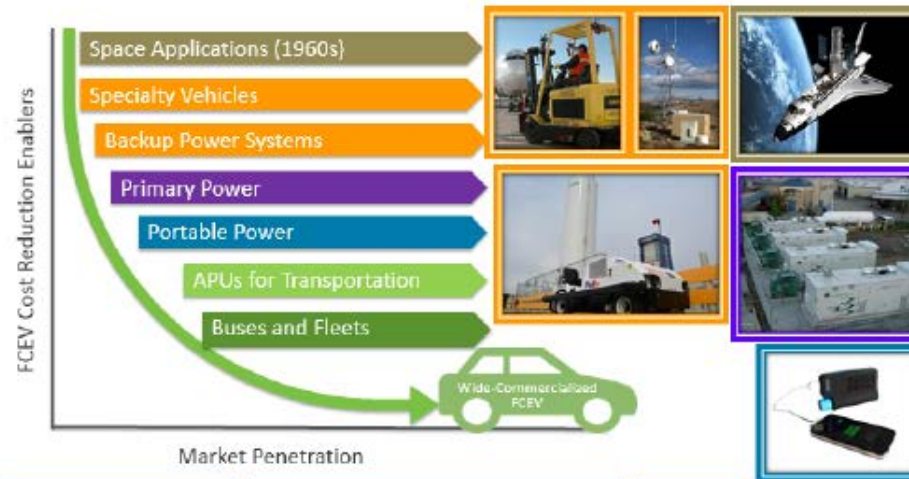 FCEV Cost Reduction Enablers
Space Applications (1960s)
Specialty Vehicles
Backup Power Systems
Primary Power
Portable Power
APUs for Transportation
Buses and Fleets
Wide-Commercialized
FCEV
Market Penetration